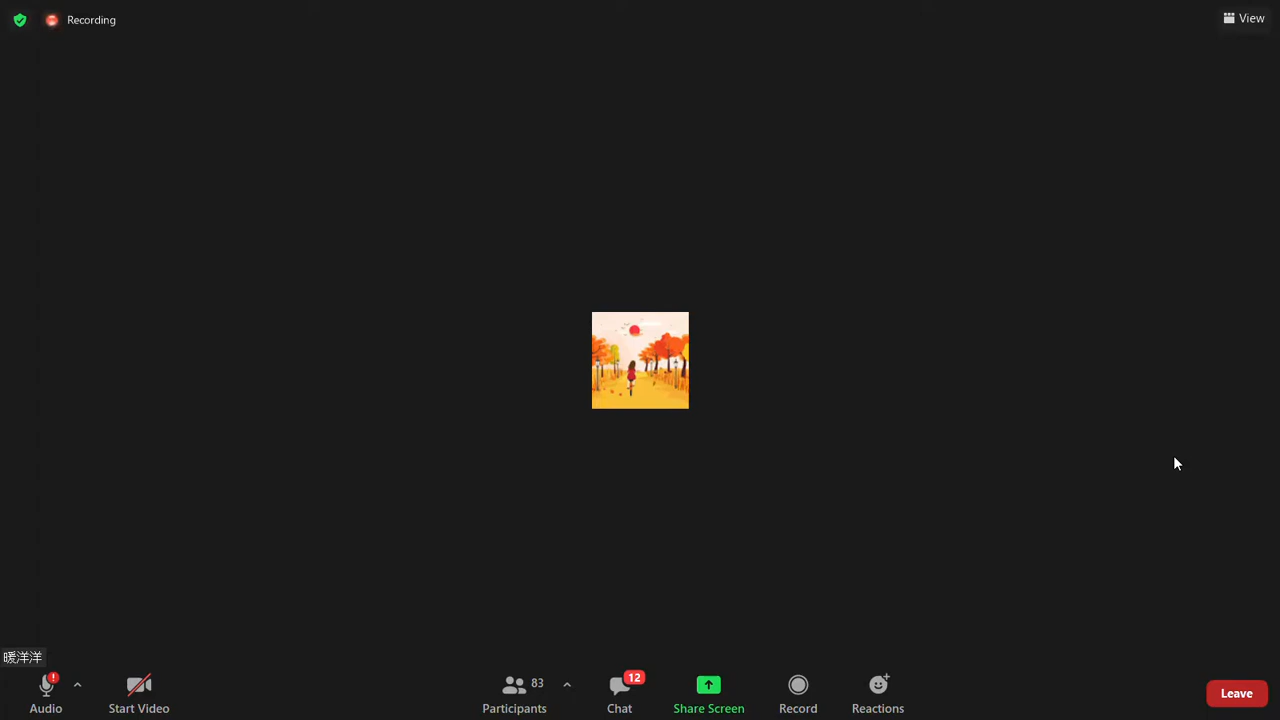 Recording
View
暖洋洋
Audio
Start Video
83
Participants
12
Chat
Share Screen
Record
Reactions
Leave